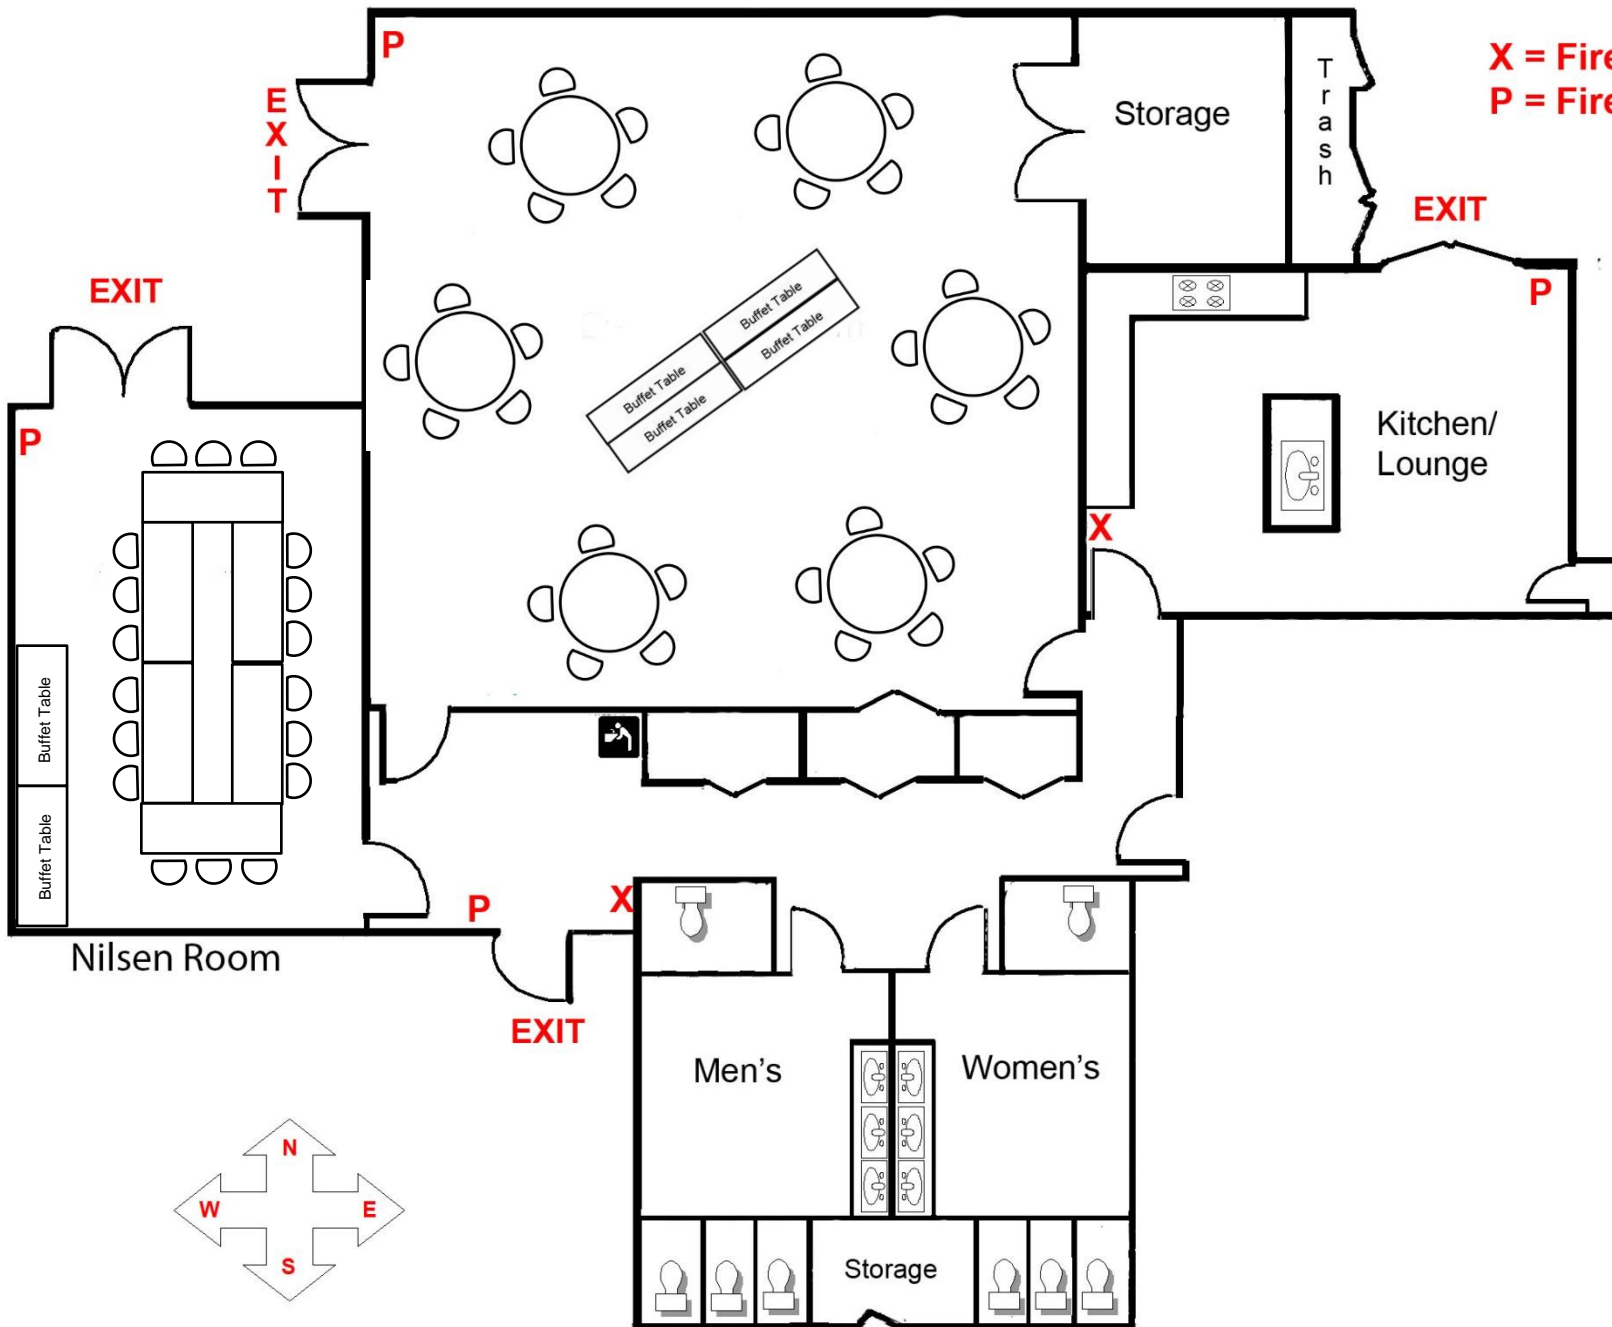 P
X = Fire
P = Fire
EXIT
Storage
Trash
EXIT
EXIT
P
Buffet Table
Buffet Table
Buffet Table
Buffet Table
P
Kitchen/
Lounge
X
Buffet Table
Buffet Table
P
X
Nilsen Room
EXIT
Men's
Women's
N
W
E
S
Storage